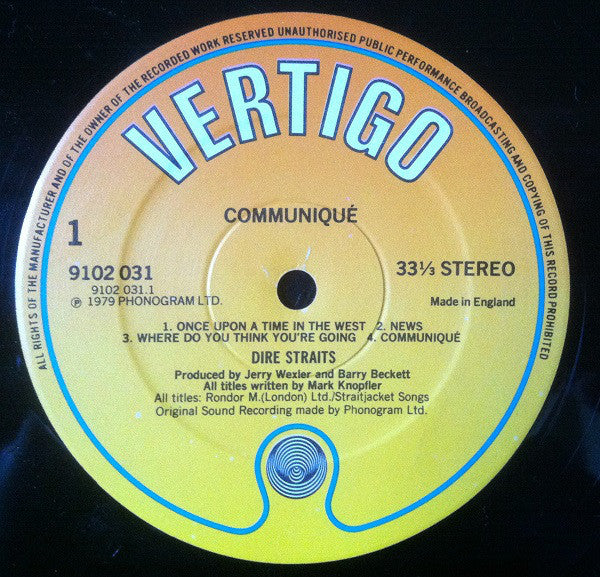 ALL RIGHTS OF THE MANUFACTURER AND OF THE OWNER OF THE RECORDED WORK RESERVED UNAUTHORISED PUBLIC PERFORMANCE BROADCASTING AND COPYING OF THIS RECORD PROHIBITED
VERTIGO
COMMUNIQUÉ
1
9102 031
33⅓ STEREO
9102 031.1
℗ 1979 PHONOGRAM LTD.
Made in England
1. ONCE UPON A TIME IN THE WEST 2. NEWS
3. WHERE DO YOU THINK YOU'RE GOING 4. COMMUNIQUÉ
DIRE STRAITS
Produced by Jerry Wexler and Barry Beckett
All titles written by Mark Knopfler
All titles: Rondor M.(London) Ltd./Straitjacket Songs
Original Sound Recording made by Phonogram Ltd.